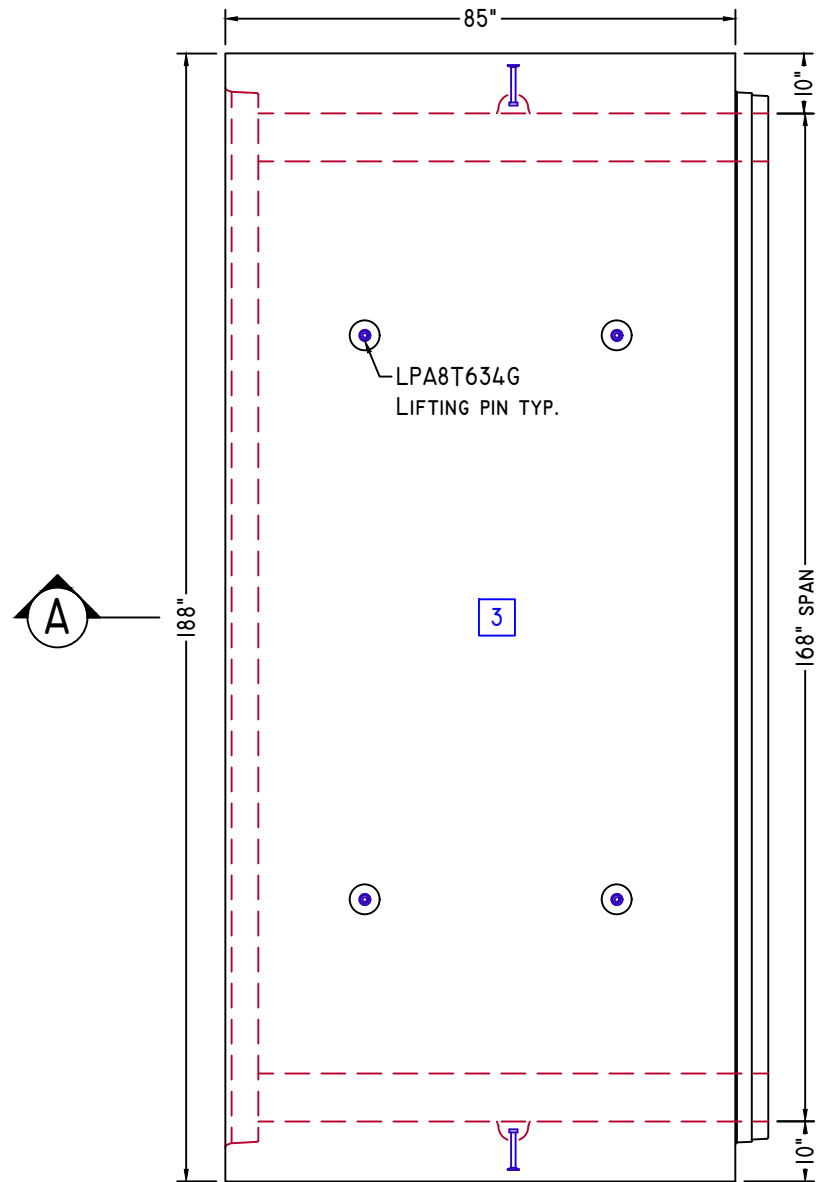 85"
10"
LPA8T634G
LIFTING PIN TYP.
A
188"
3
168" SPAN
10"